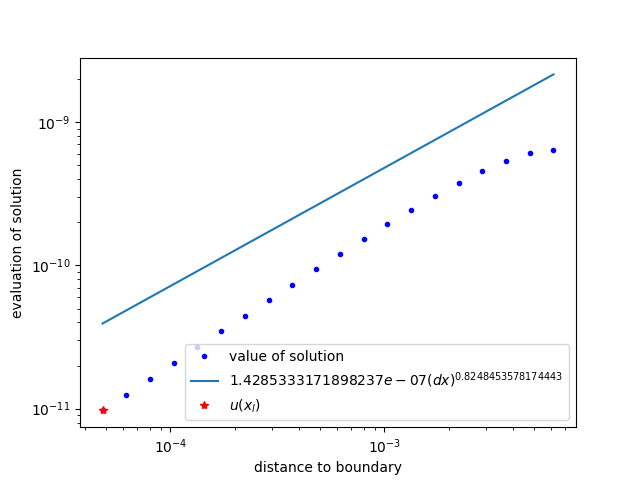 10⁻⁹
10⁻¹⁰
10⁻¹¹
evaluation of solution
value of solution
1.4285333171898237e − 07(dx)^0.8248453578174443
u(x_l)
10⁻⁴
10⁻³
distance to boundary